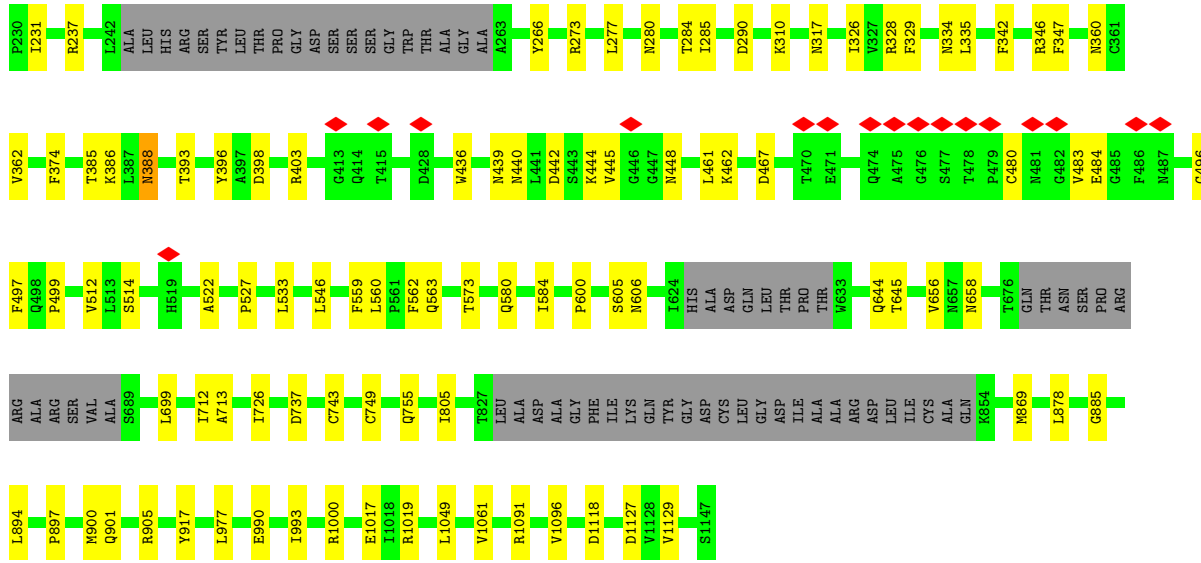 P230 I231 R237 L242 ALA LEU HIS ARG SER TYR LEU THR PRO GLY ASP SER SER SER GLY TRP THR ALA GLY ALA A263 Y266 R273 L277 N280 T284 I285 D290 K310 N317 I326 V327 R328 F329 N334 L335 F342 R346 F347 N360 C361
V362 F374 T385 K386 L387 N388 T393 Y396 A397 D398 R403 G413 Q414 T415 D428 W436 N439 N440 L441 D442 S443 K444 V445 G446 G447 N448 L461 K462 D467 T470 E471 Q474 A475 G476 S477 T478 P479 C480 N481 G482 V483 E484 G485 F486 N487
F497 Q498 P499 V512 L513 S514 H519 A522 P527 L533 L546 F559 L560 P561 F562 Q563 T573 Q580 I584 P600 S605 N606 I624 HIS ALA ASP GLN LEU THR PRO THR W633 Q644 T645 V656 N657 N658 T676 GLN THR ASN SER PRO ARG
ARG ALA ARG SER VAL ALA S689 L699 I712 A713 I726 D737 C743 C749 Q755 I805 T827 LEU ALA ASP ALA GLY PHE ILE LYS GLN TYR GLY ASP CYS LEU GLY ASP ILE ALA ALA ARG ASP LEU ILE CYS ALA GLN K854 M869 L878 G885
L894 P897 M900 Q901 R905 Y917 L977 E990 I993 R1000 E1017 I1018 R1019 L1049 V1061 R1091 V1096 D1118 D1127 V1128 V1129 S1147